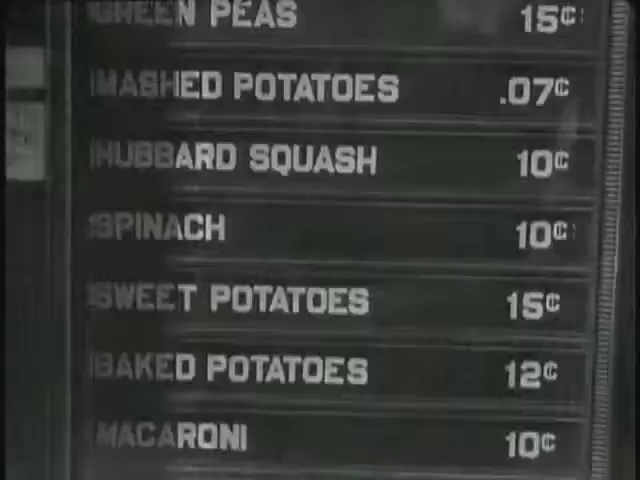 GREEN PEAS 15¢
MASHED POTATOES .07¢
HUBBARD SQUASH 10¢
SPINACH 10¢
SWEET POTATOES 15¢
BAKED POTATOES 12¢
MACARONI 10¢